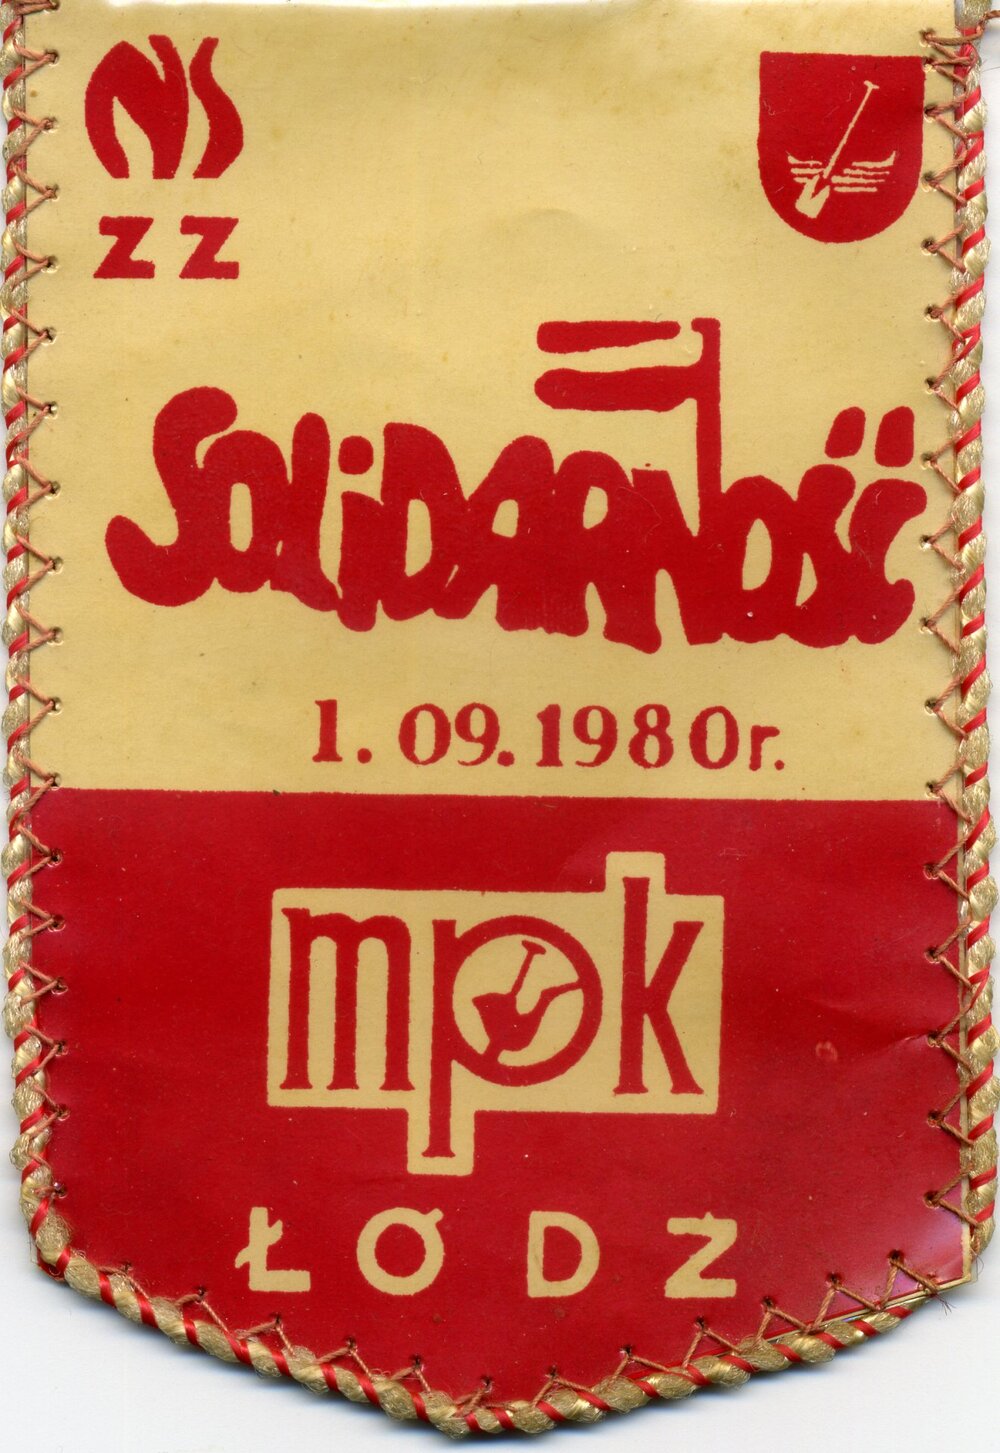 NS
ZZ
SOLIDARNOŚĆ
1. 09. 1980r.
mpk
ŁÓDŹ